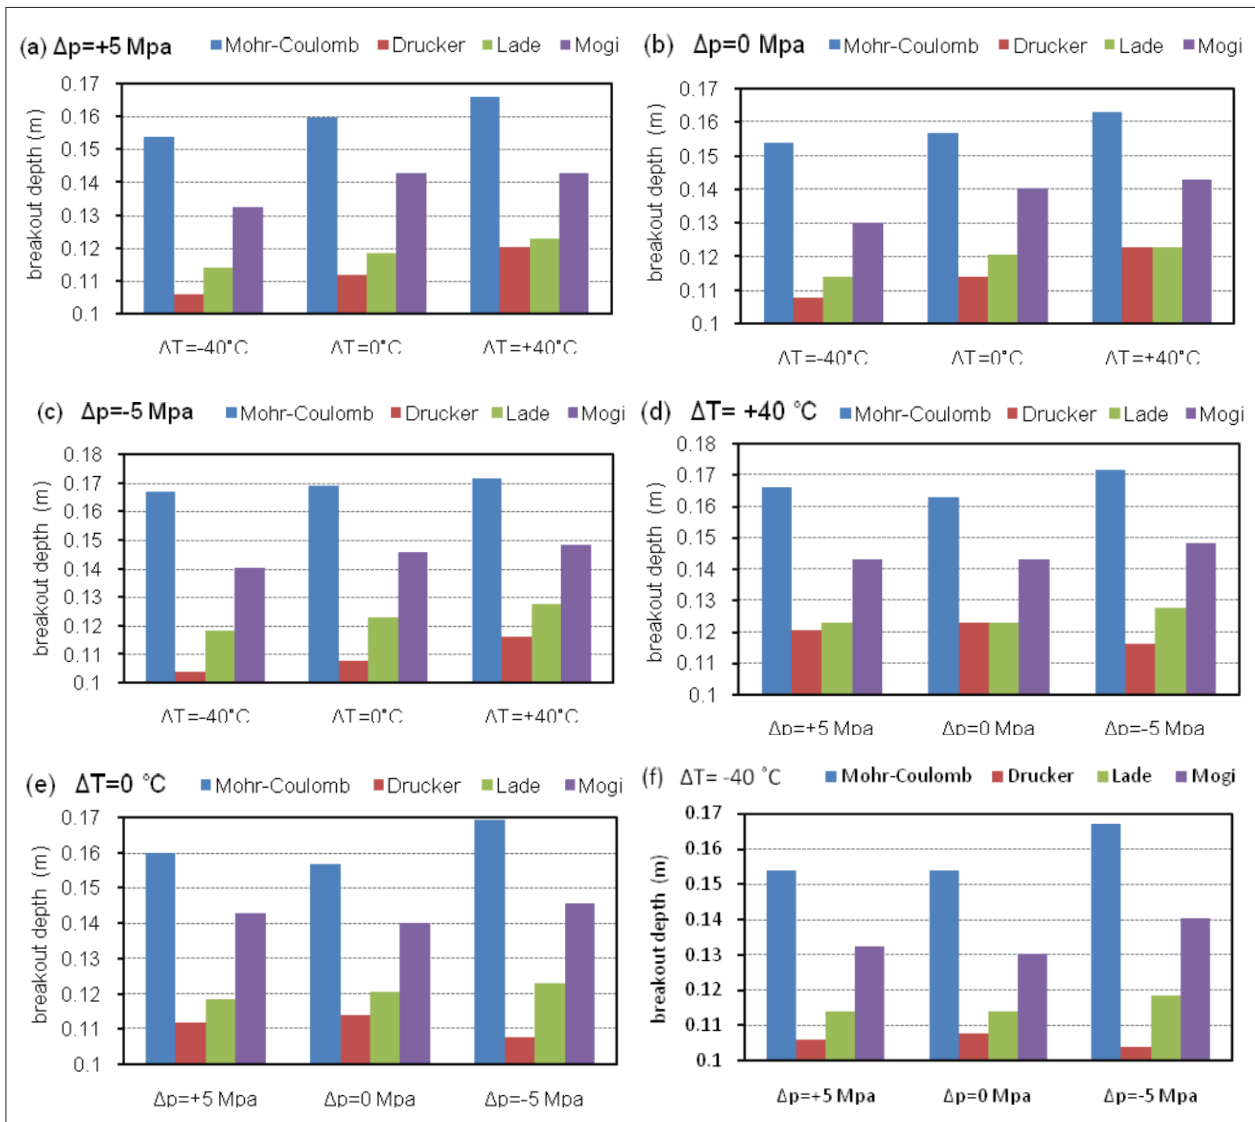 (a) Δp=+5 Mpa Mohr-Coulomb Drucker Lade Mogi
breakout depth (m)
0.17
0.16
0.15
0.14
0.13
0.12
0.11
0.1
ΔT=-40°C ΔT=0°C ΔT=+40°C
(b) Δp=0 Mpa Mohr-Coulomb Drucker Lade Mogi
breakout depth (m)
0.17
0.16
0.15
0.14
0.13
0.12
0.11
0.1
ΔT=-40°C ΔT=0°C ΔT=+40°C
(c) Δp=-5 Mpa Mohr-Coulomb Drucker Lade Mogi
breakout depth (m)
0.18
0.17
0.16
0.15
0.14
0.13
0.12
0.11
0.1
ΔT=-40°C ΔT=0°C ΔT=+40°C
(d) ΔT= +40 °C Mohr-Coulomb Drucker Lade Mogi
breakout depth (m)
0.18
0.17
0.16
0.15
0.14
0.13
0.12
0.11
0.1
Δp=+5 Mpa Δp=0 Mpa Δp=-5 Mpa
(e) ΔT=0 °C Mohr-Coulomb Drucker Lade Mogi
breakout depth (m)
0.17
0.16
0.15
0.14
0.13
0.12
0.11
0.1
Δp=+5 Mpa Δp=0 Mpa Δp=-5 Mpa
(f) ΔT= -40 °C Mohr-Coulomb Drucker Lade Mogi
breakout depth (m)
0.17
0.16
0.15
0.14
0.13
0.12
0.11
0.1
Δp=+5 Mpa Δp=0 Mpa Δp=-5 Mpa